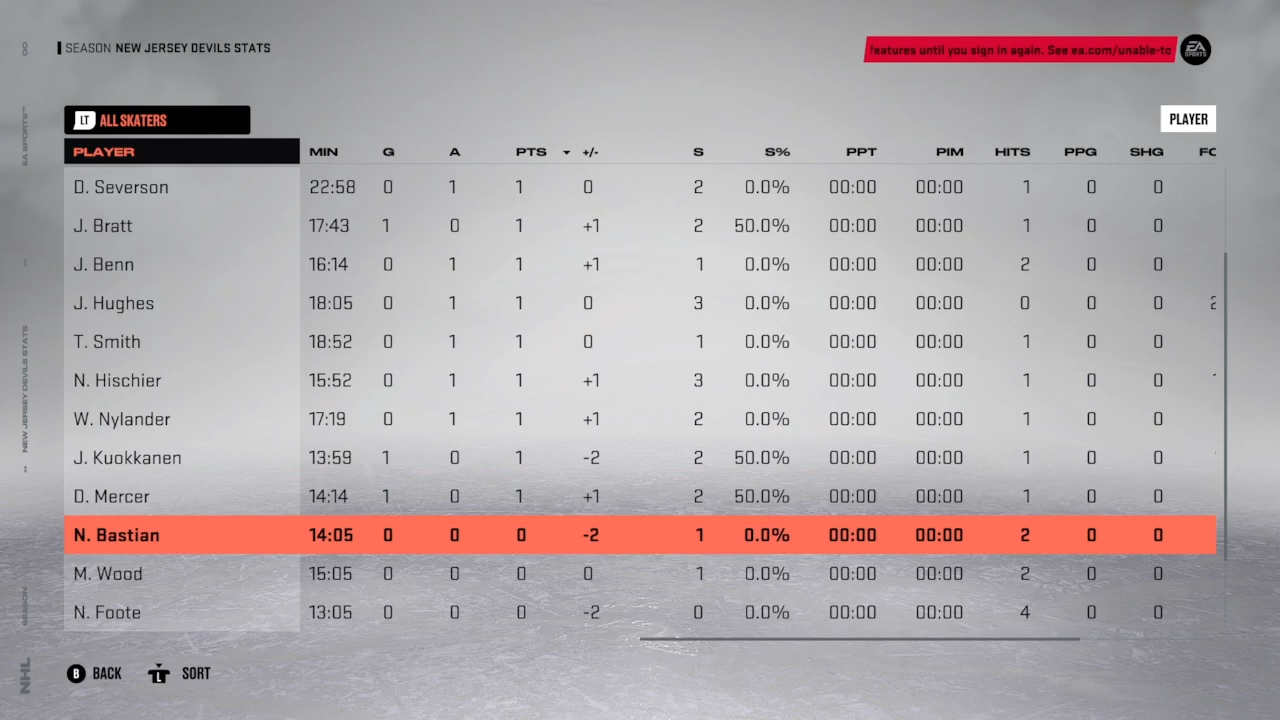 SEASON NEW JERSEY DEVILS STATS
features until you sign in again. See ea.com/unable-to
EA SPORTS
LT ALL SKATERS
PLAYER
PLAYER MIN G A PTS +/- S S% PPT PIM HITS PPG SHG FO
D. Severson 22:58 0 1 1 0 2 0.0% 00:00 00:00 1 0 0
J. Bratt 17:43 1 0 1 +1 2 50.0% 00:00 00:00 1 0 0
J. Benn 16:14 0 1 1 +1 1 0.0% 00:00 00:00 2 0 0
J. Hughes 18:05 0 1 1 0 3 0.0% 00:00 00:00 0 0 0 2
T. Smith 18:52 0 1 1 0 1 0.0% 00:00 00:00 1 0 0
N. Hischier 15:52 0 1 1 +1 3 0.0% 00:00 00:00 1 0 0
W. Nylander 17:19 0 1 1 +1 2 0.0% 00:00 00:00 1 0 0
J. Kuokkanen 13:59 1 0 1 -2 2 50.0% 00:00 00:00 1 0 0
D. Mercer 14:14 1 0 1 +1 2 50.0% 00:00 00:00 1 0 0
N. Bastian 14:05 0 0 0 -2 1 0.0% 00:00 00:00 2 0 0
M. Wood 15:05 0 0 0 0 1 0.0% 00:00 00:00 2 0 0
N. Foote 13:05 0 0 0 -2 0 0.0% 00:00 00:00 4 0 0
B BACK L SORT
EA SPORTS™
NEW JERSEY DEVILS STATS
SEASON
NHL